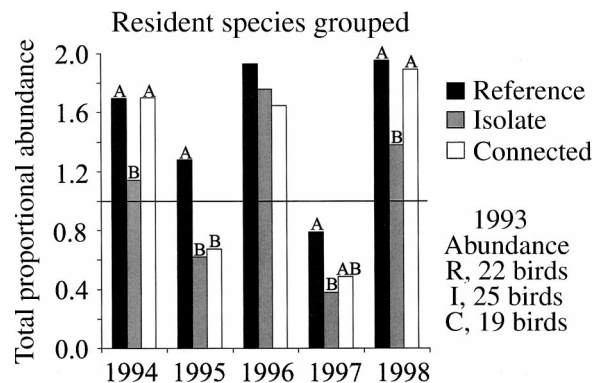 Resident species grouped
Total proportional abundance
2.0
1.6
1.2
0.8
0.4
0.0
A
B
A
A
B
B
A
B
AB
A
B
A
1994
1995
1996
1997
1998
Reference
Isolate
Connected
1993
Abundance
R, 22 birds
I, 25 birds
C, 19 birds